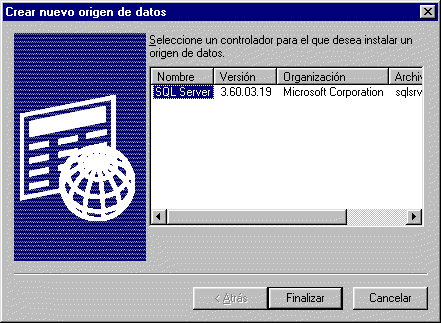 Crear nuevo origen de datos
Seleccione un controlador para el que desea instalar un
origen de datos.
Nombre Versión Organización Archiv
SQL Server 3.60.03.19 Microsoft Corporation sqlsrv
< Atrás Finalizar Cancelar